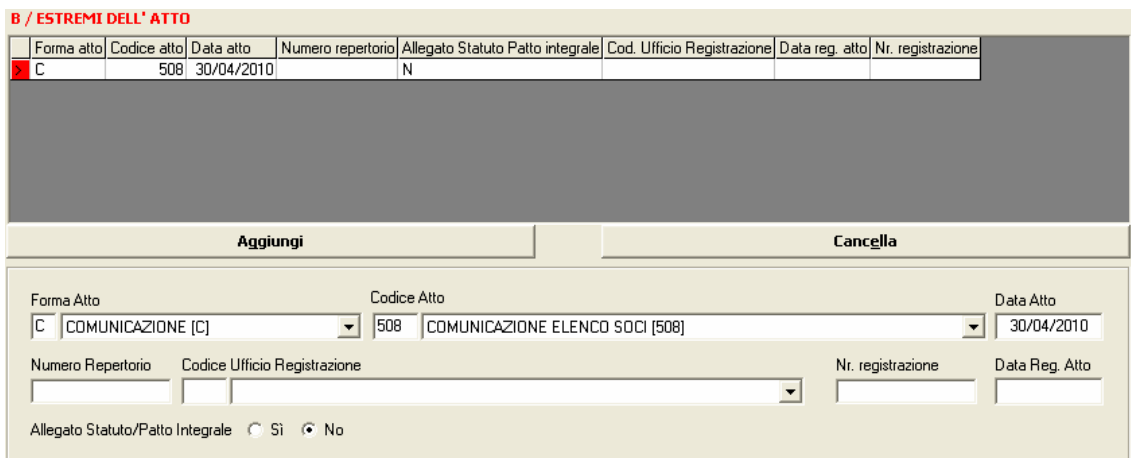 B / ESTREMI DELL' ATTO
Forma atto Codice atto Data atto Numero repertorio Allegato Statuto Patto integrale Cod. Ufficio Registrazione Data reg. atto Nr. registrazione
> C 508 30/04/2010 N
Aggiungi Cancella
Forma Atto Codice Atto Data Atto
C COMUNICAZIONE [C] 508 COMUNICAZIONE ELENCO SOCI [508] 30/04/2010
Numero Repertorio Codice Ufficio Registrazione Nr. registrazione Data Reg. Atto
Allegato Statuto/Patto Integrale Sì No